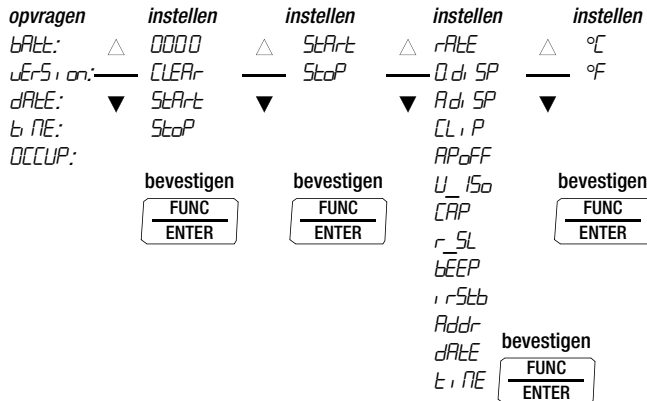 opvragen instellen instellen instellen instellen
bAtt: △ 0000 △ StArt △ rAtE △ °C
vErSion: CLEAr StoP 0.diSP °F
dAtE: ▼ StArt ▼ ▼ AdiSP ▼
tiME: StoP CLiP
OCCUP: APoFF
bevestigen bevestigen U_ISo bevestigen
FUNC FUNC CAP FUNC
ENTER ENTER r_SL ENTER
bEEP
irStb
Addr
dAtE bevestigen
tiME FUNC
ENTER